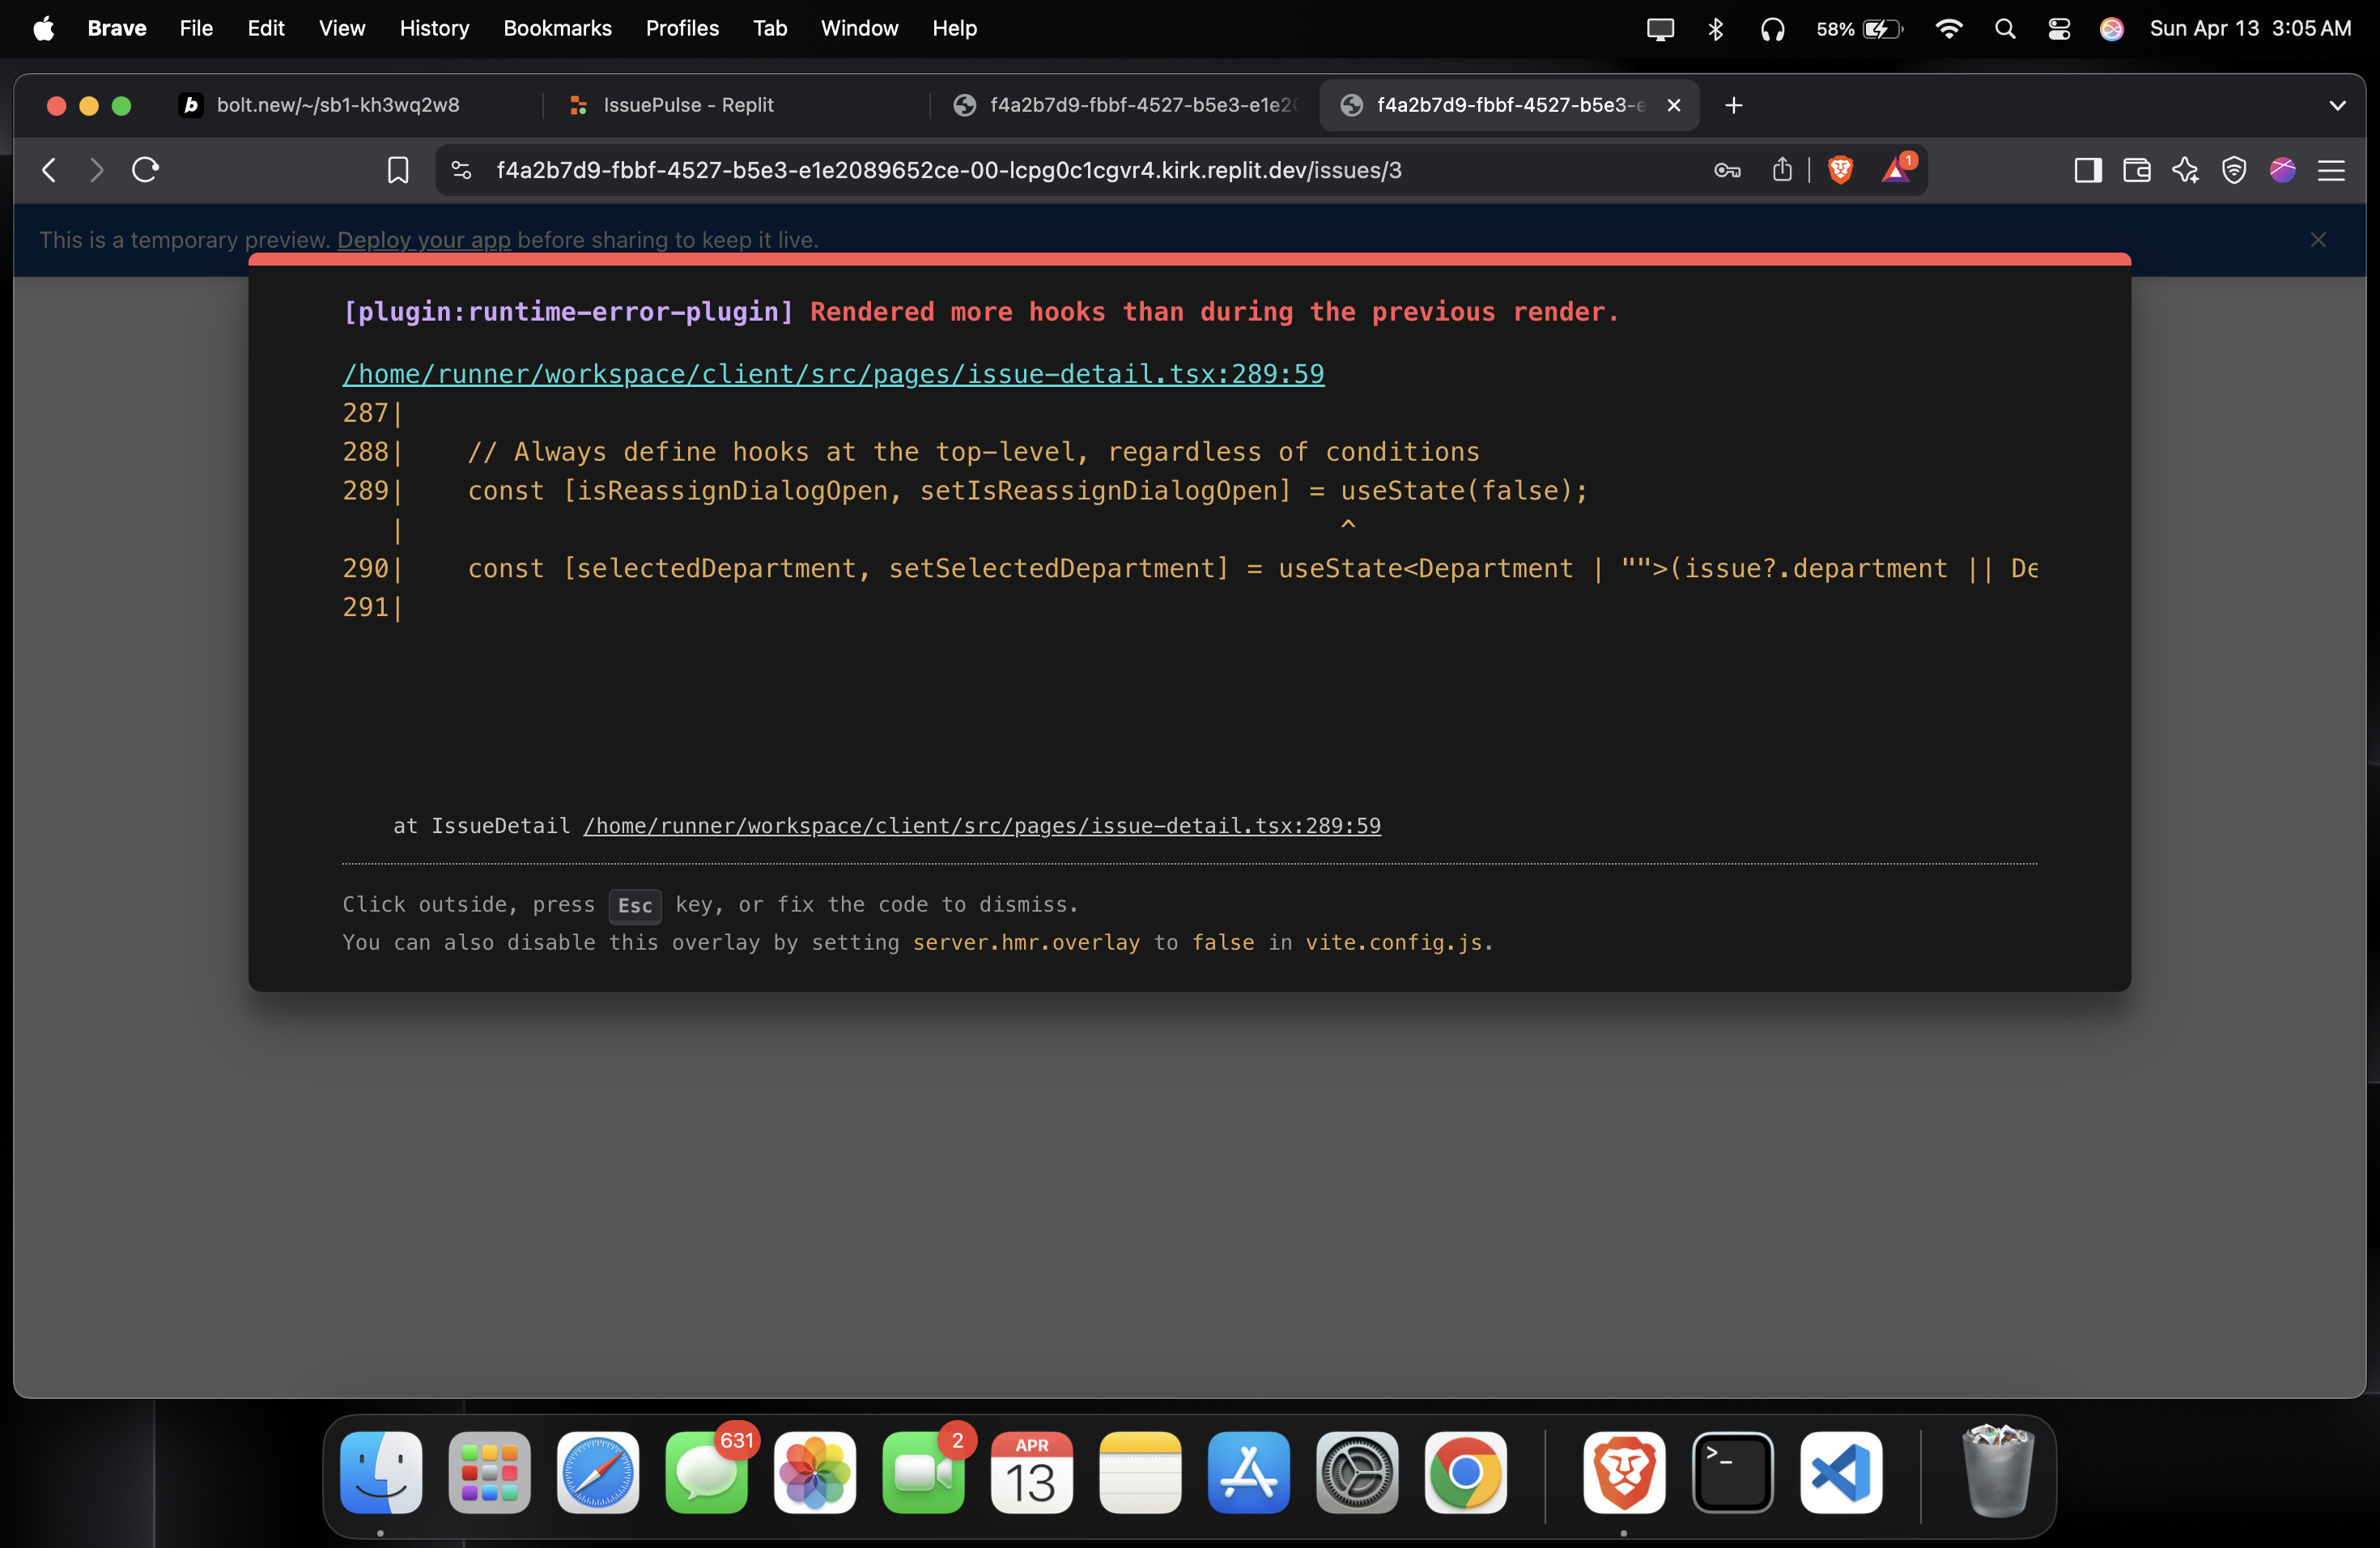 Brave File Edit View History Bookmarks Profiles Tab Window Help 58% Sun Apr 13 3:05 AM
bolt.new/~/sb1-kh3wq2w8 IssuePulse - Replit f4a2b7d9-fbbf-4527-b5e3-e1e20 f4a2b7d9-fbbf-4527-b5e3-e
f4a2b7d9-fbbf-4527-b5e3-e1e2089652ce-00-lcpg0c1cgvr4.kirk.replit.dev/issues/3 1
This is a temporary preview. Deploy your app before sharing to keep it live.
[plugin:runtime-error-plugin] Rendered more hooks than during the previous render.
/home/runner/workspace/client/src/pages/issue-detail.tsx:289:59
287|
288|    // Always define hooks at the top-level, regardless of conditions
289|    const [isReassignDialogOpen, setIsReassignDialogOpen] = useState(false);
   |                                                            ^
290|    const [selectedDepartment, setSelectedDepartment] = useState<Department | "">(issue?.department || De
291|
at IssueDetail /home/runner/workspace/client/src/pages/issue-detail.tsx:289:59
Click outside, press Esc key, or fix the code to dismiss.
You can also disable this overlay by setting server.hmr.overlay to false in vite.config.js.
631 2 APR
13 >_